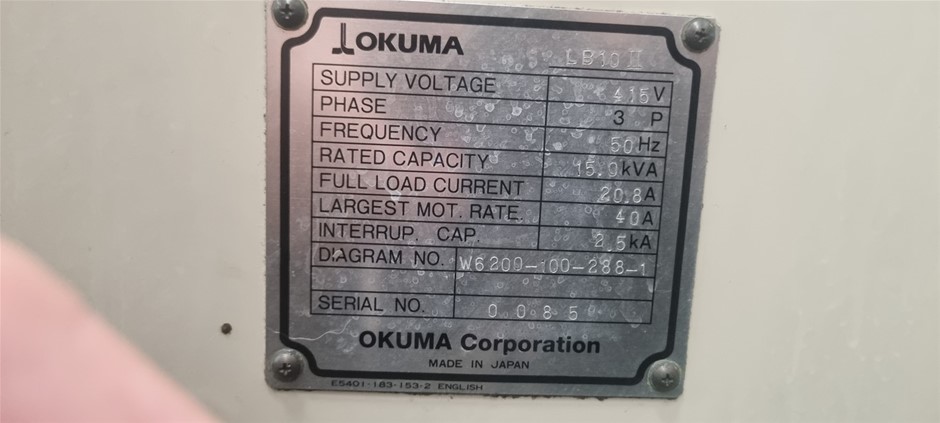 OKUMA LB10 II
SUPPLY VOLTAGE 415V
PHASE 3 P
FREQUENCY 50Hz
RATED CAPACITY 15.0kVA
FULL LOAD CURRENT 20.8A
LARGEST MOT. RATE. 40A
INTERRUP. CAP. 2.5kA
DIAGRAM NO. W6200-100-288-1
SERIAL NO. 0085
OKUMA Corporation
MADE IN JAPAN
E5401-183-153-2 ENGLISH